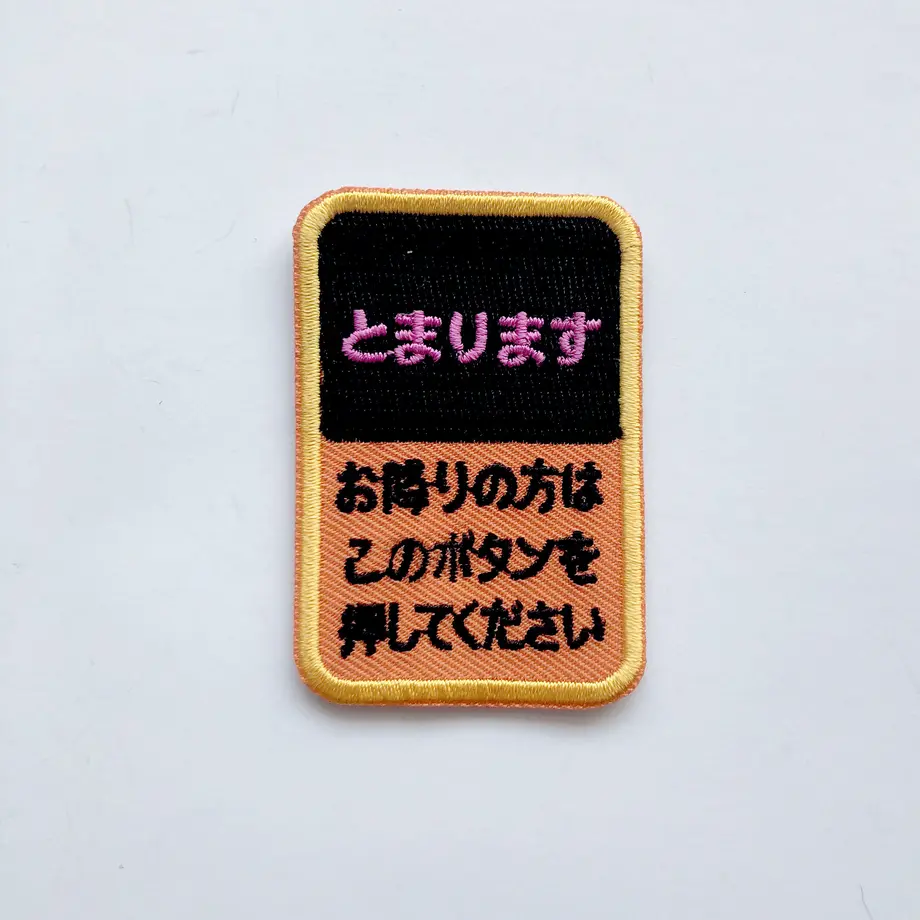 とまります
お降りの方は
このボタンを
押してください